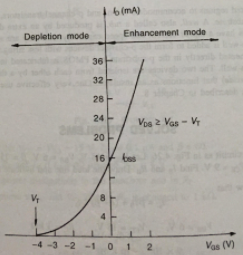 I_D (mA)
Depletion mode
Enhancement mode
36
32
28
24
20
16
8
4
V_DS ≥ V_GS − V_T
I_DSS
V_T
−4 −3 −2 −1 0 1 2
V_GS (V)